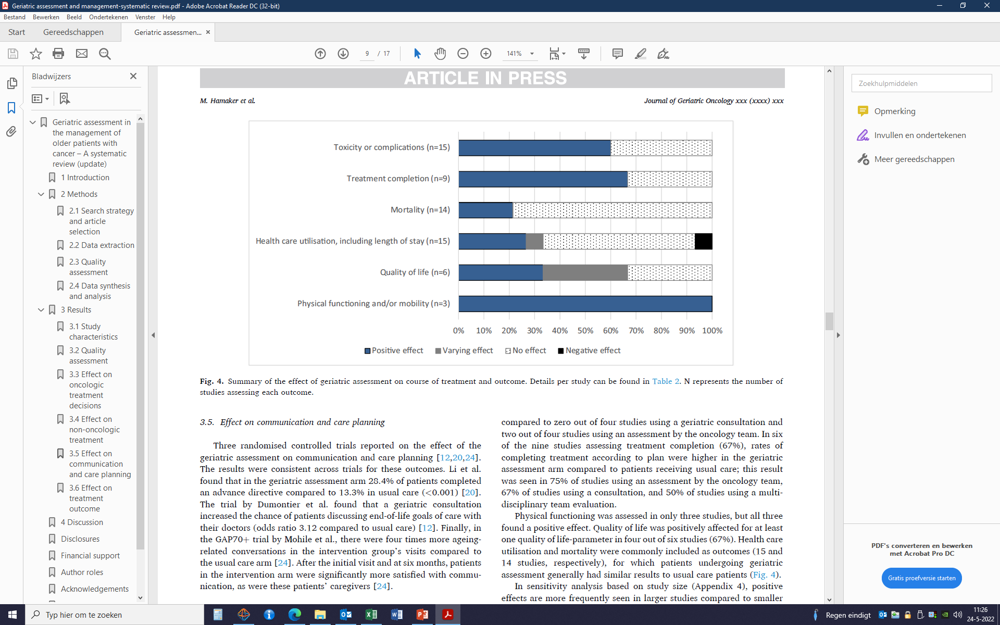 Geriatric assessment and management-systematic review.pdf - Adobe Acrobat Reader DC (32-bit)
Bestand Bewerken Beeld Ondertekenen Venster Help
Start Gereedschappen Geriatric assessmen...
9 / 17 141%
Bladwijzers
Geriatric assessment in
the management of
older patients with
cancer – A systematic
review (update)
1 Introduction
2 Methods
2.1 Search strategy
and article
selection
2.2 Data extraction
2.3 Quality
assessment
2.4 Data synthesis
and analysis
3 Results
3.1 Study
characteristics
3.2 Quality
assessment
3.3 Effect on
oncologic
treatment
decisions
3.4 Effect on
non-oncologic
treatment
3.5 Effect on
communication
and care planning
3.6 Effect on
treatment
outcome
4 Discussion
Disclosures
Financial support
Author roles
Acknowledgements
ARTICLE IN PRESS
M. Hamaker et al.
Journal of Geriatric Oncology xxx (xxxx) xxx
Toxicity or complications (n=15)
Treatment completion (n=9)
Mortality (n=14)
Health care utilisation, including length of stay (n=15)
Quality of life (n=6)
Physical functioning and/or mobility (n=3)
0% 10% 20% 30% 40% 50% 60% 70% 80% 90% 100%
Positive effect Varying effect No effect Negative effect
Fig. 4. Summary of the effect of geriatric assessment on course of treatment and outcome. Details per study can be found in Table 2. N represents the number of
studies assessing each outcome.
3.5. Effect on communication and care planning
Three randomised controlled trials reported on the effect of the
geriatric assessment on communication and care planning [12,20,24].
The results were consistent across trials for these outcomes. Li et al.
found that in the geriatric assessment arm 28.4% of patients completed
an advance directive compared to 13.3% in usual care (<0.001) [20].
The trial by Dumontier et al. found that a geriatric consultation
increased the chance of patients discussing end-of-life goals of care with
their doctors (odds ratio 3.12 compared to usual care) [12]. Finally, in
the GAP70+ trial by Mohile et al., there were four times more ageing-
related conversations in the intervention group's visits compared to
the usual care arm [24]. After the initial visit and at six months, patients
in the intervention arm were significantly more satisfied with commu-
nication, as were these patients' caregivers [24].
compared to zero out of four studies using a geriatric consultation and
two out of four studies using an assessment by the oncology team. In six
of the nine studies assessing treatment completion (67%), rates of
completing treatment according to plan were higher in the geriatric
assessment arm compared to patients receiving usual care; this result
was seen in 75% of studies using an assessment by the oncology team,
67% of studies using a consultation, and 50% of studies using a multi-
disciplinary team evaluation.
Physical functioning was assessed in only three studies, but all three
found a positive effect. Quality of life was positively affected for at least
one quality of life-parameter in four out of six studies (67%). Health care
utilisation and mortality were commonly included as outcomes (15 and
14 studies, respectively), for which patients undergoing geriatric
assessment generally had similar results to usual care patients (Fig. 4).
In sensitivity analysis based on study size (Appendix 4), positive
effects are more frequently seen in larger studies compared to smaller
Zoekhulpmiddelen
Opmerking
Invullen en ondertekenen
Meer gereedschappen
PDF's converteren en bewerken
met Acrobat Pro DC
Gratis proefversie starten
Typ hier om te zoeken
Regen eindigt
11:26
24-5-2022